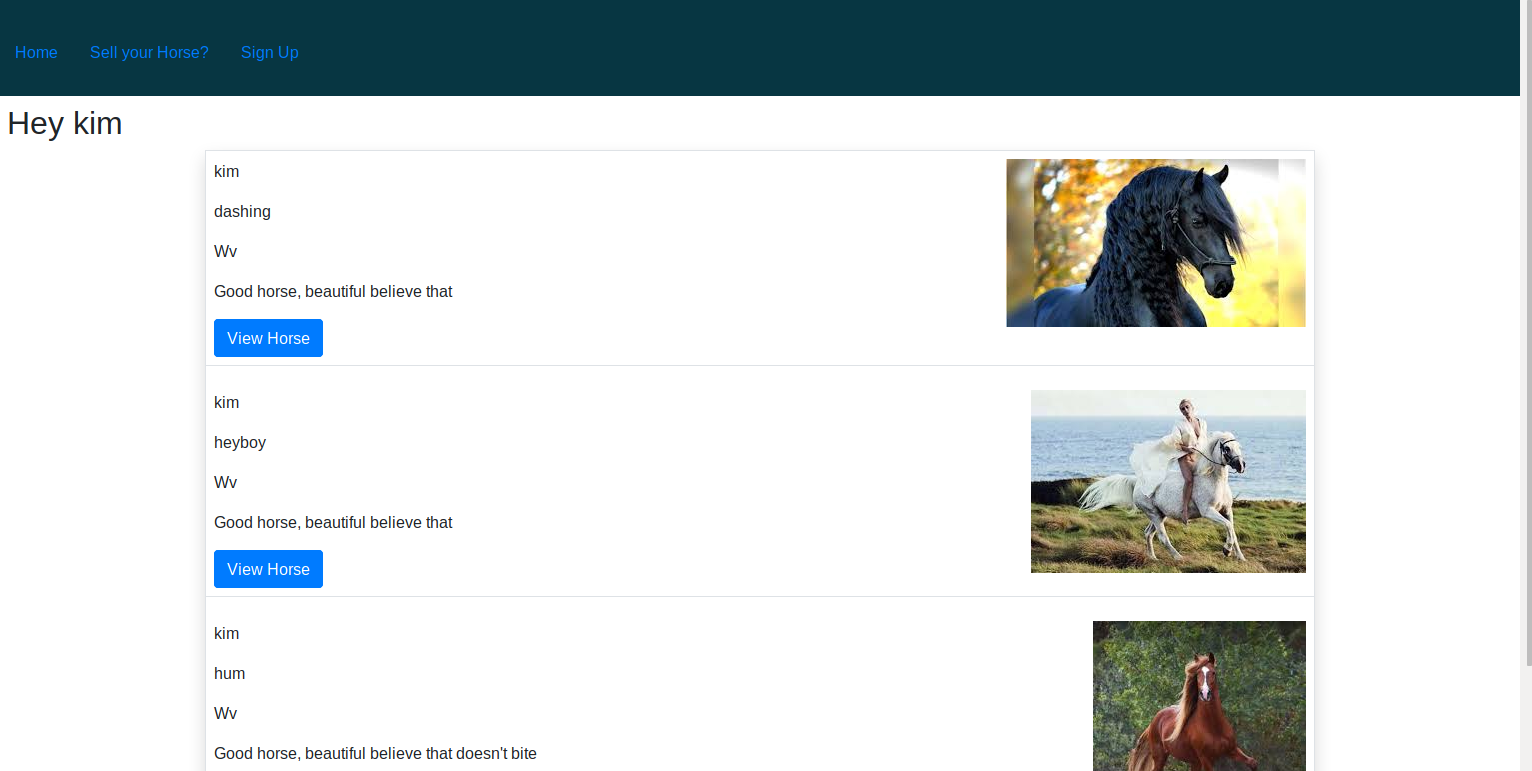 Home Sell your Horse? Sign Up
Hey kim
kim
dashing
Wv
Good horse, beautiful believe that
View Horse
kim
heyboy
Wv
Good horse, beautiful believe that
View Horse
kim
hum
Wv
Good horse, beautiful believe that doesn't bite